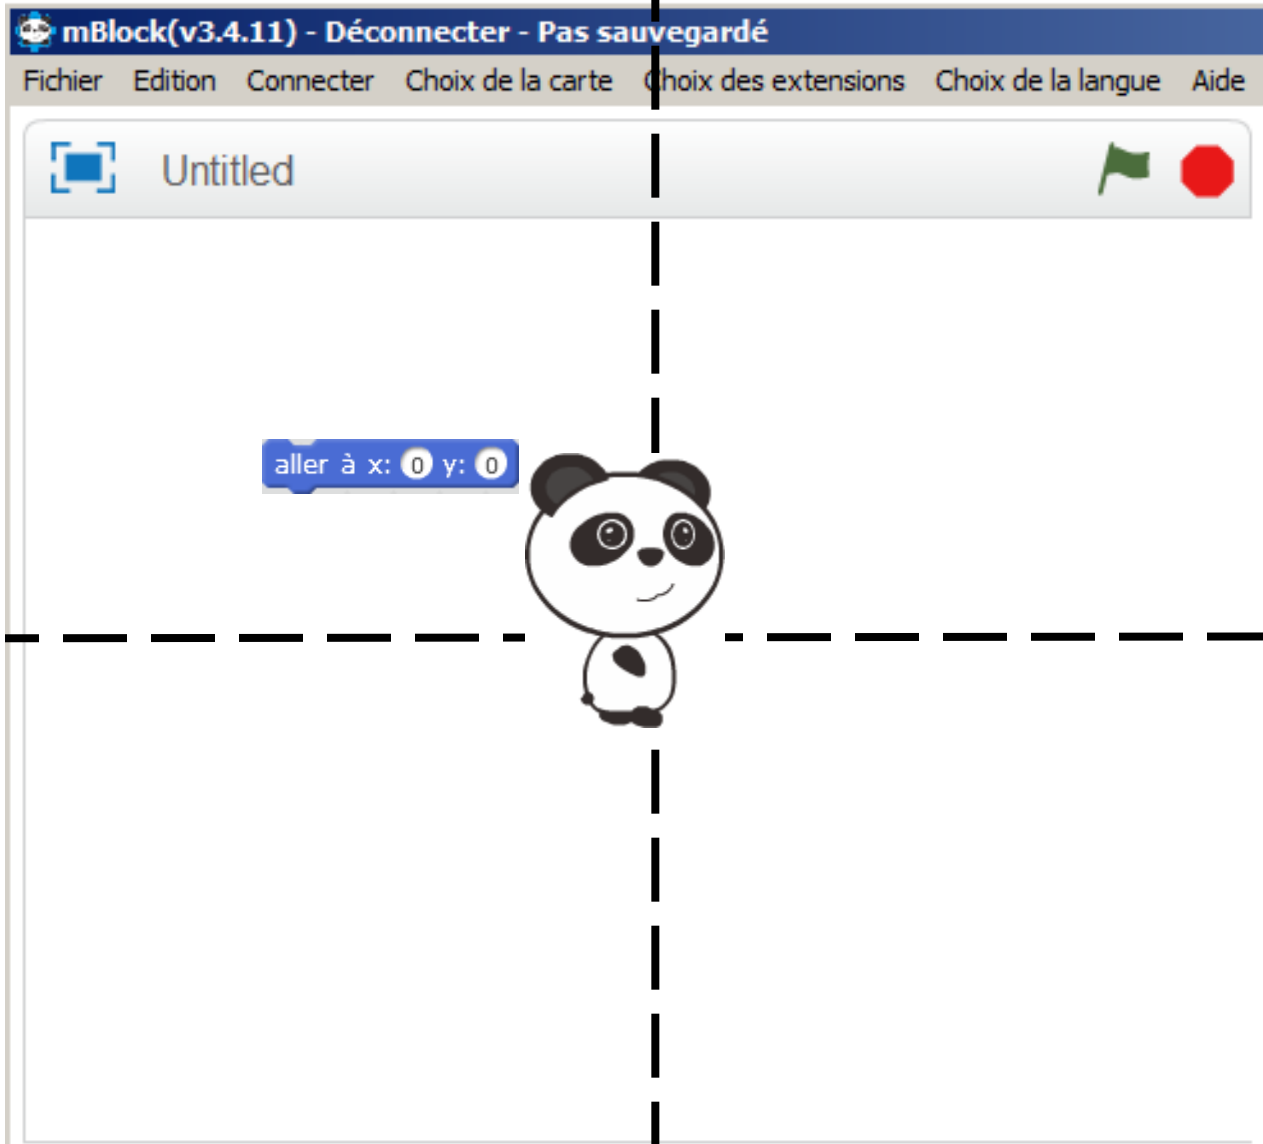 mBlock(v3.4.11) - Déconnecter - Pas sauvegardé
Fichier Edition Connecter Choix de la carte Choix des extensions Choix de la langue Aide
Untitled
aller à x: 0 y: 0